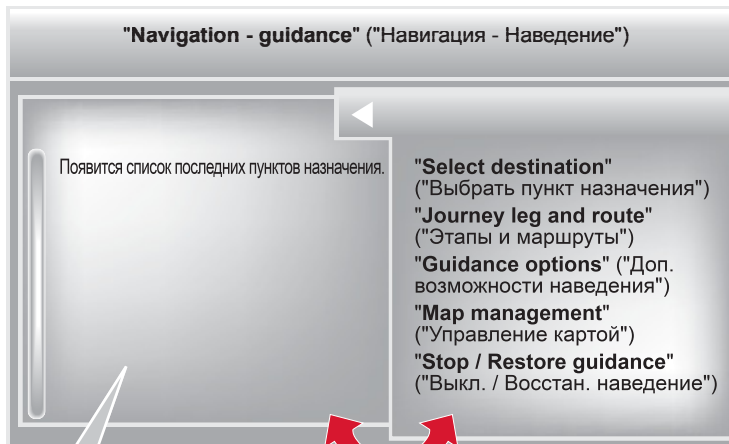 "Navigation - guidance" ("Навигация - Наведение")
Появится список последних пунктов назначения.
"Select destination"
("Выбрать пункт назначения")
"Journey leg and route"
("Этапы и маршруты")
"Guidance options" ("Доп.
возможности наведения")
"Map management"
("Управление картой")
"Stop / Restore guidance"
("Выкл. / Восстан. наведение")